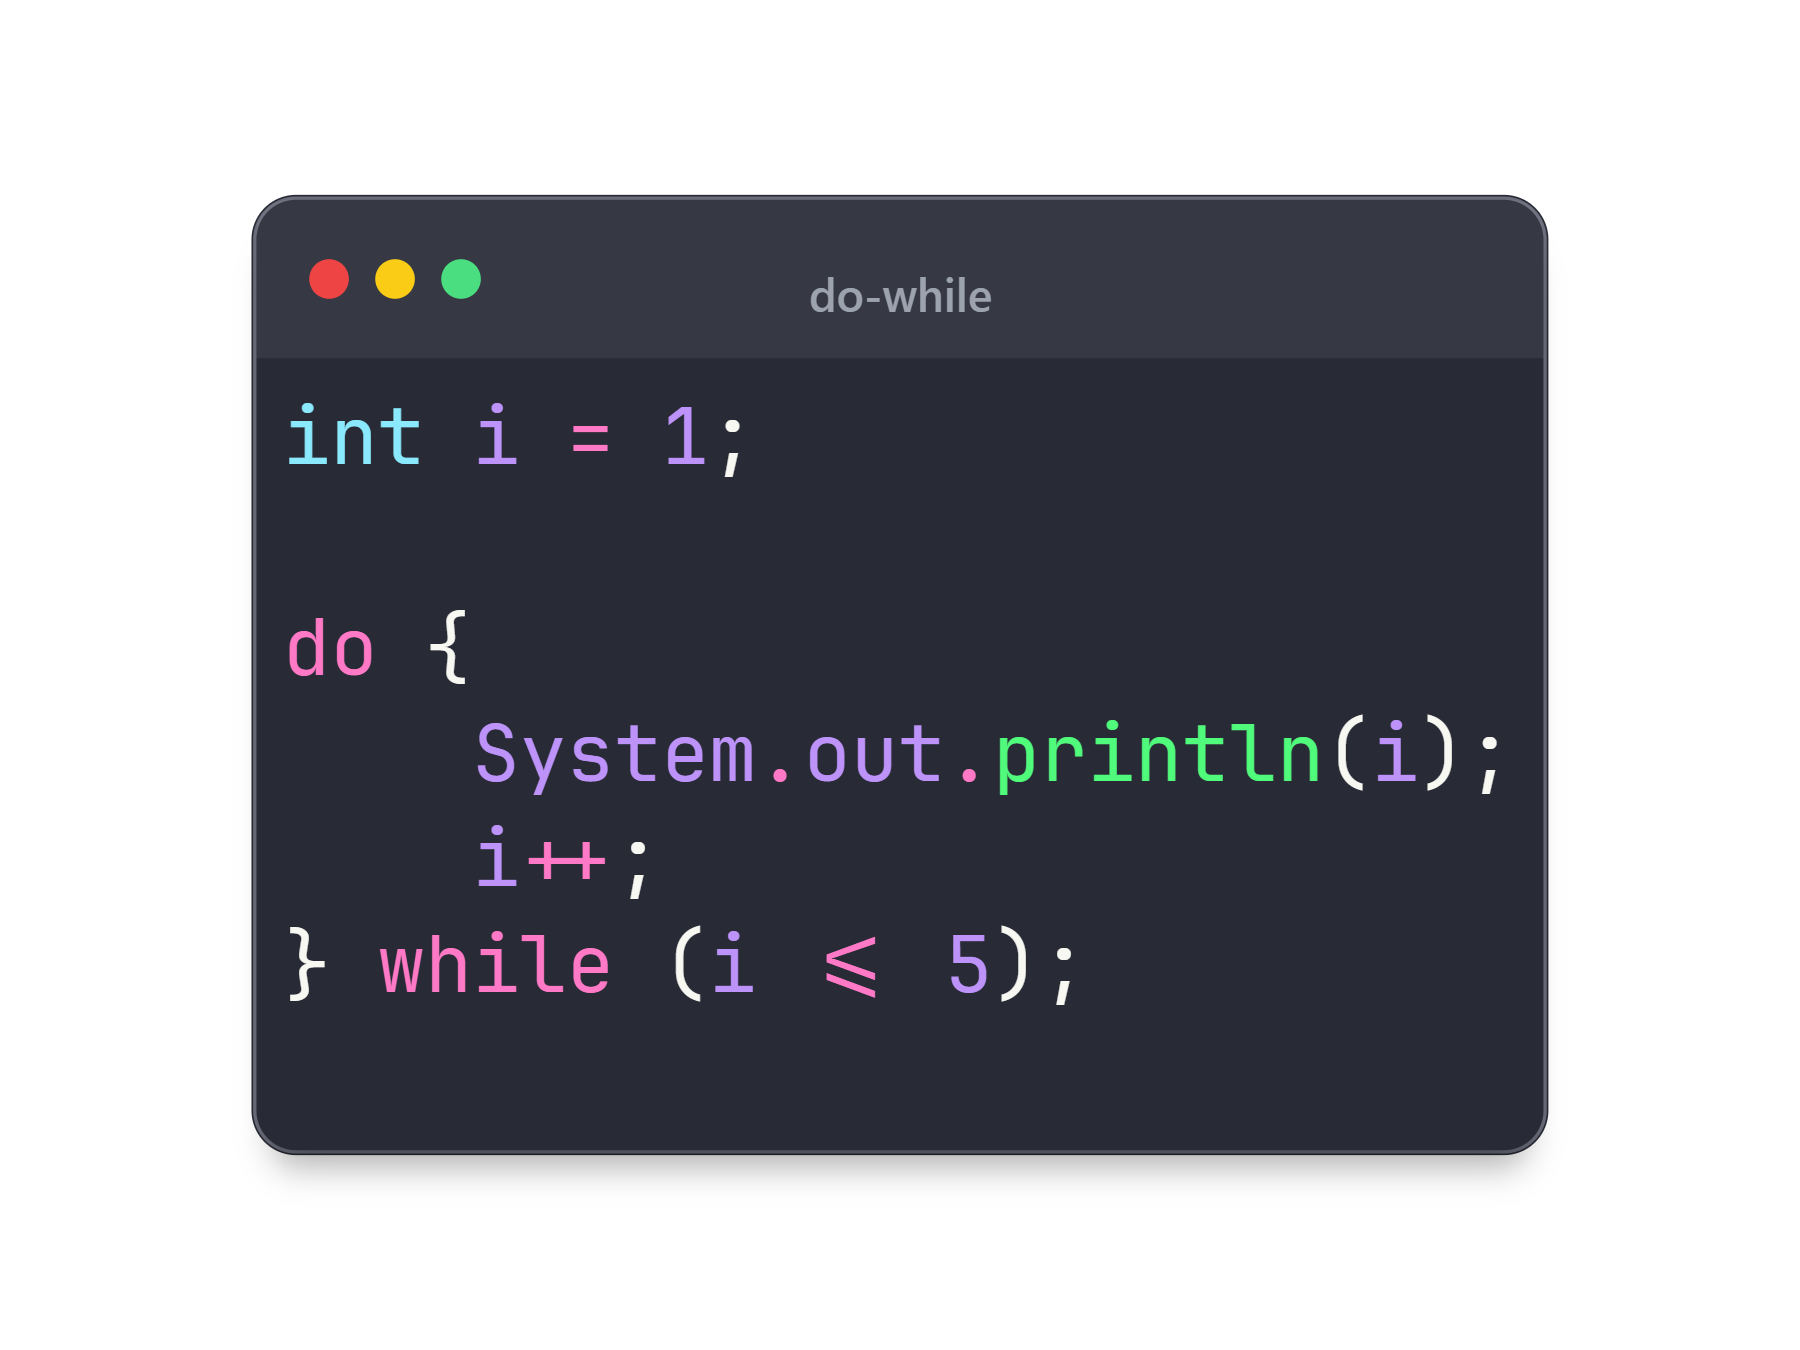 do-while
int i = 1;
do {
    System.out.println(i);
    i++;
} while (i <= 5);